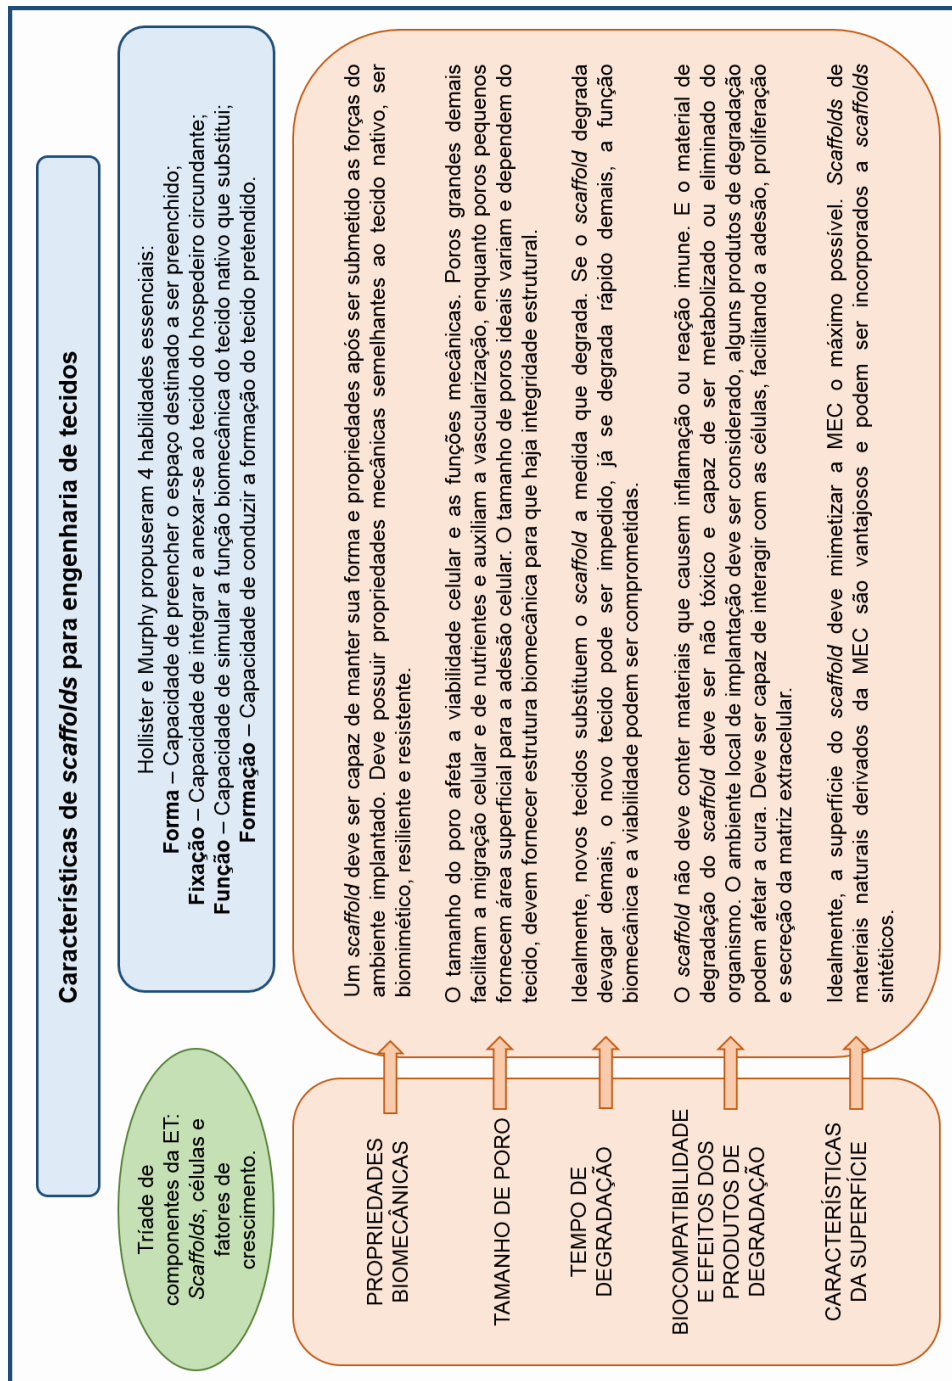 Características de scaffolds para engenharia de tecidos
Tríade de
componentes da ET:
Scaffolds, células e
fatores de
crescimento.
Hollister e Murphy propuseram 4 habilidades essenciais:
Forma – Capacidade de preencher o espaço destinado a ser preenchido;
Fixação – Capacidade de integrar e anexar-se ao tecido do hospedeiro circundante;
Função – Capacidade de simular a função biomecânica do tecido nativo que substitui;
Formação – Capacidade de conduzir a formação do tecido pretendido.
PROPRIEDADES
BIOMECÂNICAS
Um scaffold deve ser capaz de manter sua forma e propriedades após ser submetido as forças do
ambiente implantado. Deve possuir propriedades mecânicas semelhantes ao tecido nativo, ser
biomimético, resiliente e resistente.
TAMANHO DE PORO
O tamanho do poro afeta a viabilidade celular e as funções mecânicas. Poros grandes demais
facilitam a migração celular e de nutrientes e auxiliam a vascularização, enquanto poros pequenos
fornecem área superficial para a adesão celular. O tamanho de poros ideais variam e dependem do
tecido, devem fornecer estrutura biomecânica para que haja integridade estrutural.
TEMPO DE
DEGRADAÇÃO
Idealmente, novos tecidos substituem o scaffold a medida que degrada. Se o scaffold degrada
devagar demais, o novo tecido pode ser impedido, já se degrada rápido demais, a função
biomecânica e a viabilidade podem ser comprometidas.
BIOCOMPATIBILIDADE
E EFEITOS DOS
PRODUTOS DE
DEGRADAÇÃO
O scaffold não deve conter materiais que causem inflamação ou reação imune. E o material de
degradação do scaffold deve ser não tóxico e capaz de ser metabolizado ou eliminado do
organismo. O ambiente local de implantação deve ser considerado, alguns produtos de degradação
podem afetar a cura. Deve ser capaz de interagir com as células, facilitando a adesão, proliferação
e secreção da matriz extracelular.
CARACTERÍSTICAS
DA SUPERFÍCIE
Idealmente, a superfície do scaffold deve mimetizar a MEC o máximo possível. Scaffolds de
materiais naturais derivados da MEC são vantajosos e podem ser incorporados a scaffolds
sintéticos.